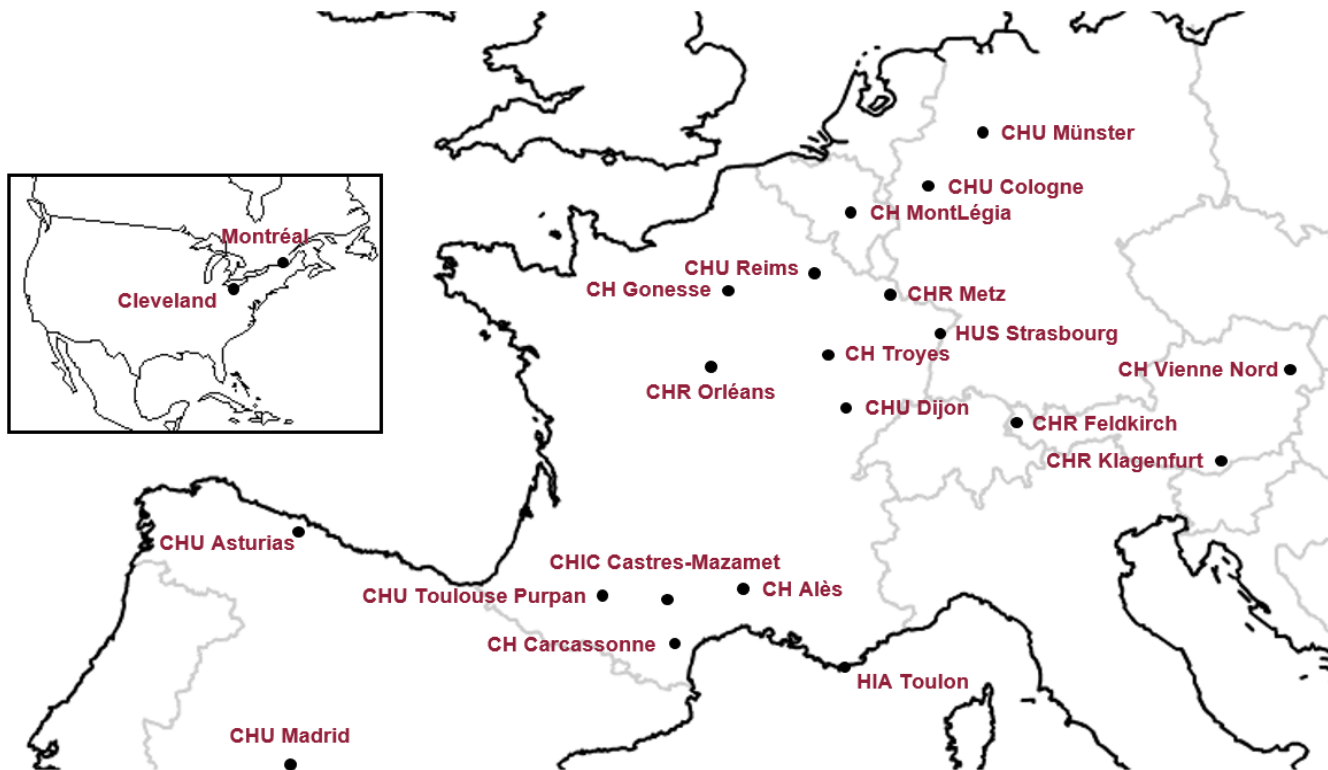 CHU Münster
CHU Cologne
CH MontLégia
Montréal
CHU Reims
CH Gonesse
Cleveland
CHR Metz
HUS Strasbourg
CH Troyes
CH Vienne Nord
CHR Orléans
CHU Dijon
CHR Feldkirch
CHR Klagenfurt
CHU Asturias
CHIC Castres-Mazamet
CH Alès
CHU Toulouse Purpan
CH Carcassonne
HIA Toulon
CHU Madrid